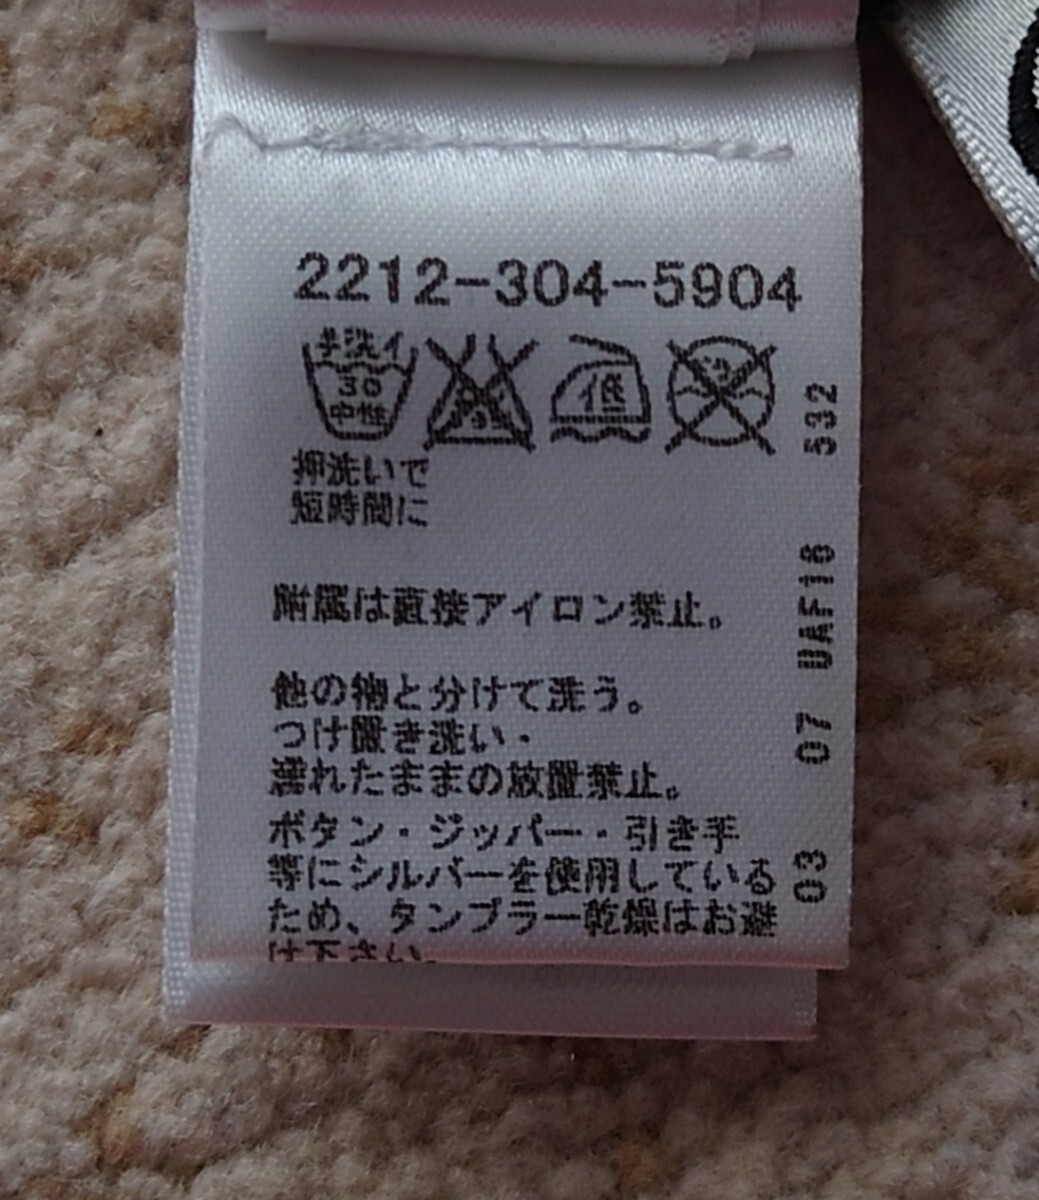 2212-304-5904
手洗イ
30
中性
低
押洗いで
短時間に
附属は直接アイロン禁止。
他の物と分けて洗う。
つけ置き洗い・
濡れたままの放置禁止。
ボタン・ジッパー・引き手
等にシルバーを使用している
ため、タンブラー乾燥はお避
け下さい。
03 07 UAF18 532